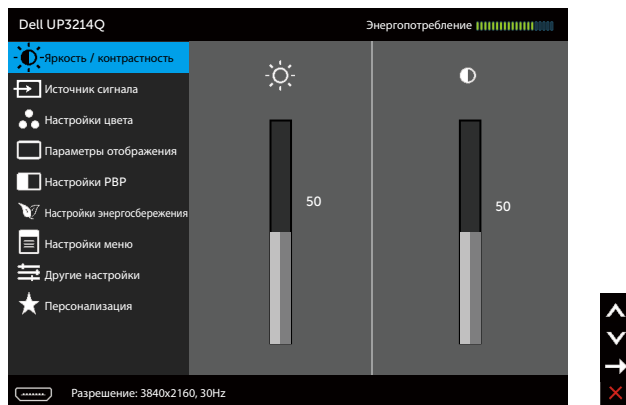 Dell UP3214Q
Энергопотребление
Яркость / контрастность
Источник сигнала
Настройки цвета
Параметры отображения
Настройки PBP
Настройки энергосбережения
Настройки меню
Другие настройки
Персонализация
50
50
Разрешение: 3840x2160, 30Hz